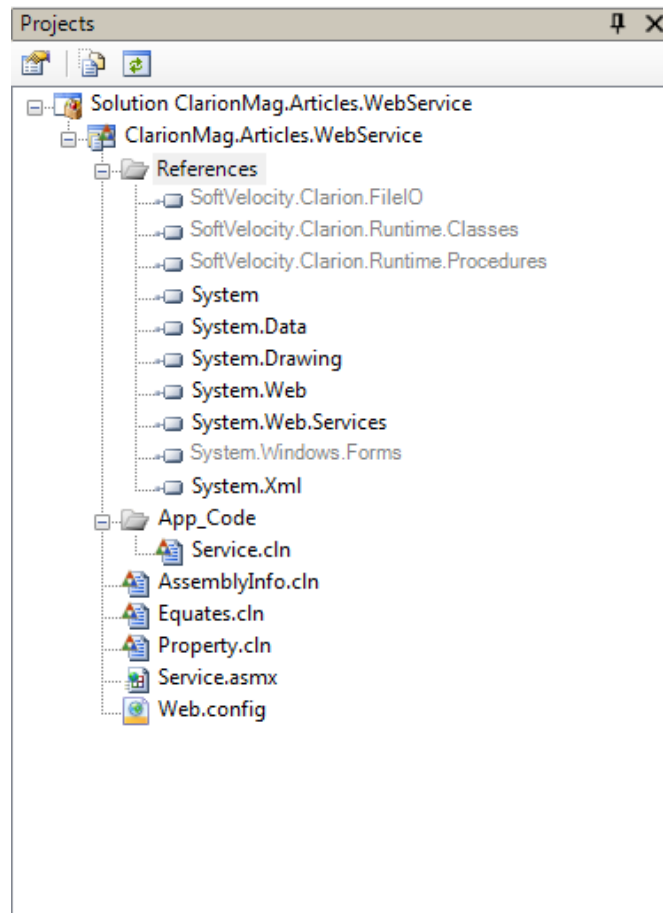 Projects
Solution ClarionMag.Articles.WebService
ClarionMag.Articles.WebService
References
SoftVelocity.Clarion.FileIO
SoftVelocity.Clarion.Runtime.Classes
SoftVelocity.Clarion.Runtime.Procedures
System
System.Data
System.Drawing
System.Web
System.Web.Services
System.Windows.Forms
System.Xml
App_Code
Service.cln
AssemblyInfo.cln
Equates.cln
Property.cln
Service.asmx
Web.config